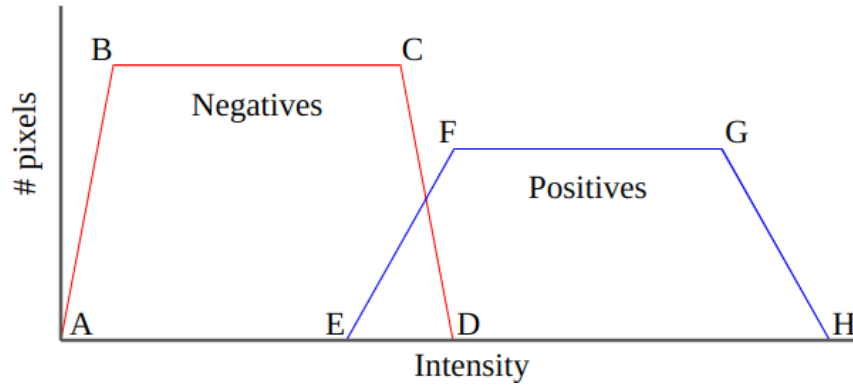 B
C
Negatives
F
G
Positives
# pixels
A
E
D
H
Intensity